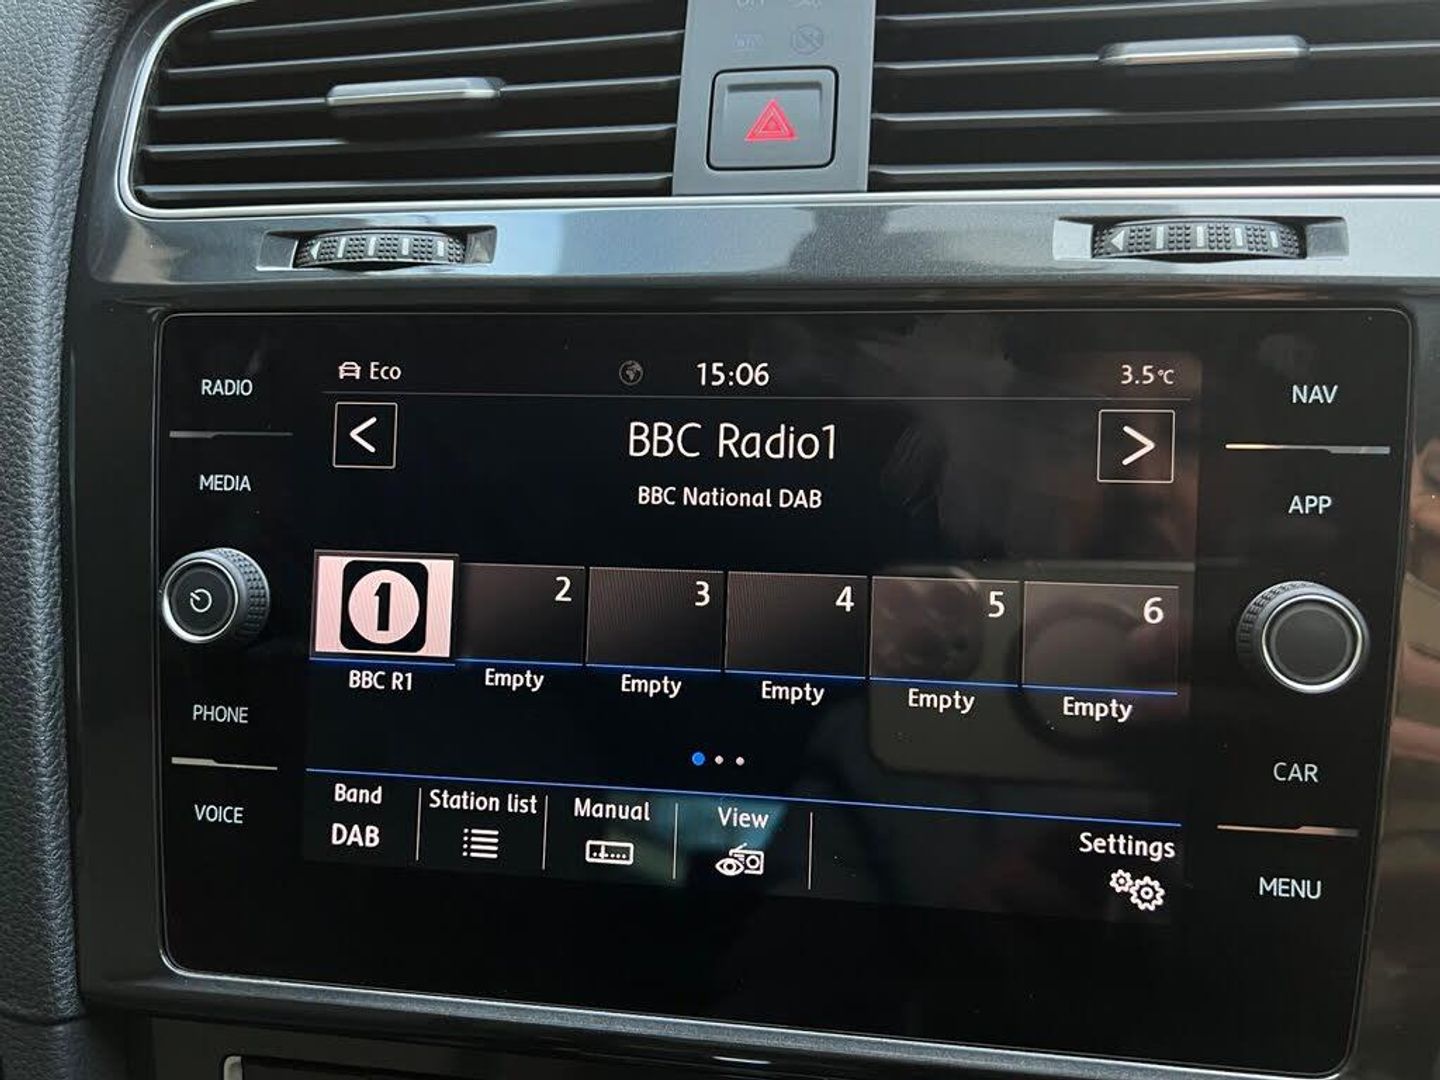 RADIO
MEDIA
PHONE
VOICE
Eco
15:06
3.5°C
BBC Radio1
BBC National DAB
1 2 3 4 5 6
BBC R1 Empty Empty Empty Empty Empty
Band Station list Manual View Settings
DAB
NAV
APP
CAR
MENU